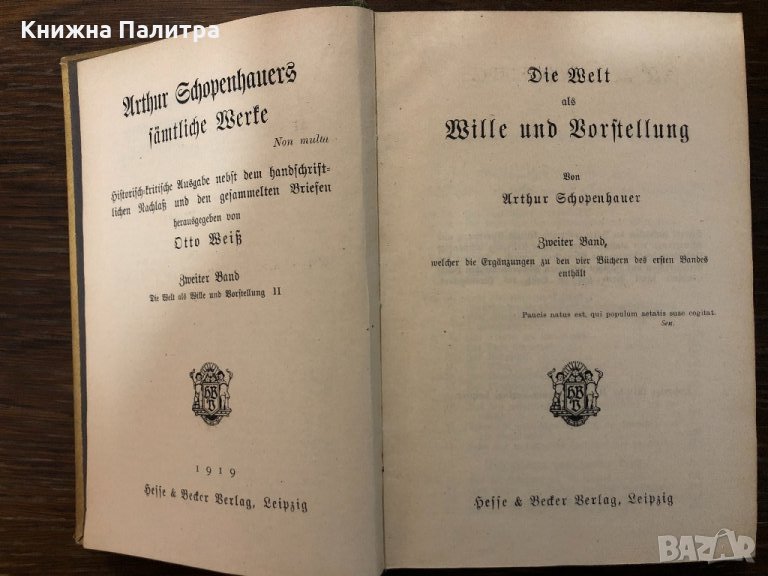 Книжна Палитра
Arthur Schopenhauers
sämtliche Werke
Non multa
Historisch-kritische Ausgabe nebst dem handschrift-
lichen Nachlaß und den gesammelten Briefen
herausgegeben von
Otto Weiß
Zweiter Band
Die Welt als Wille und Vorstellung II
HB
V
1919
Hesse & Becker Verlag, Leipzig
Die Welt
als
Wille und Vorstellung
Von
Arthur Schopenhauer
Zweiter Band,
welcher die Ergänzungen zu den vier Büchern des ersten Bandes
enthält
Paucis natus est, qui populum aetatis suae cogitat.
Sen.
HB
V
Hesse & Becker Verlag, Leipzig
BAZAR